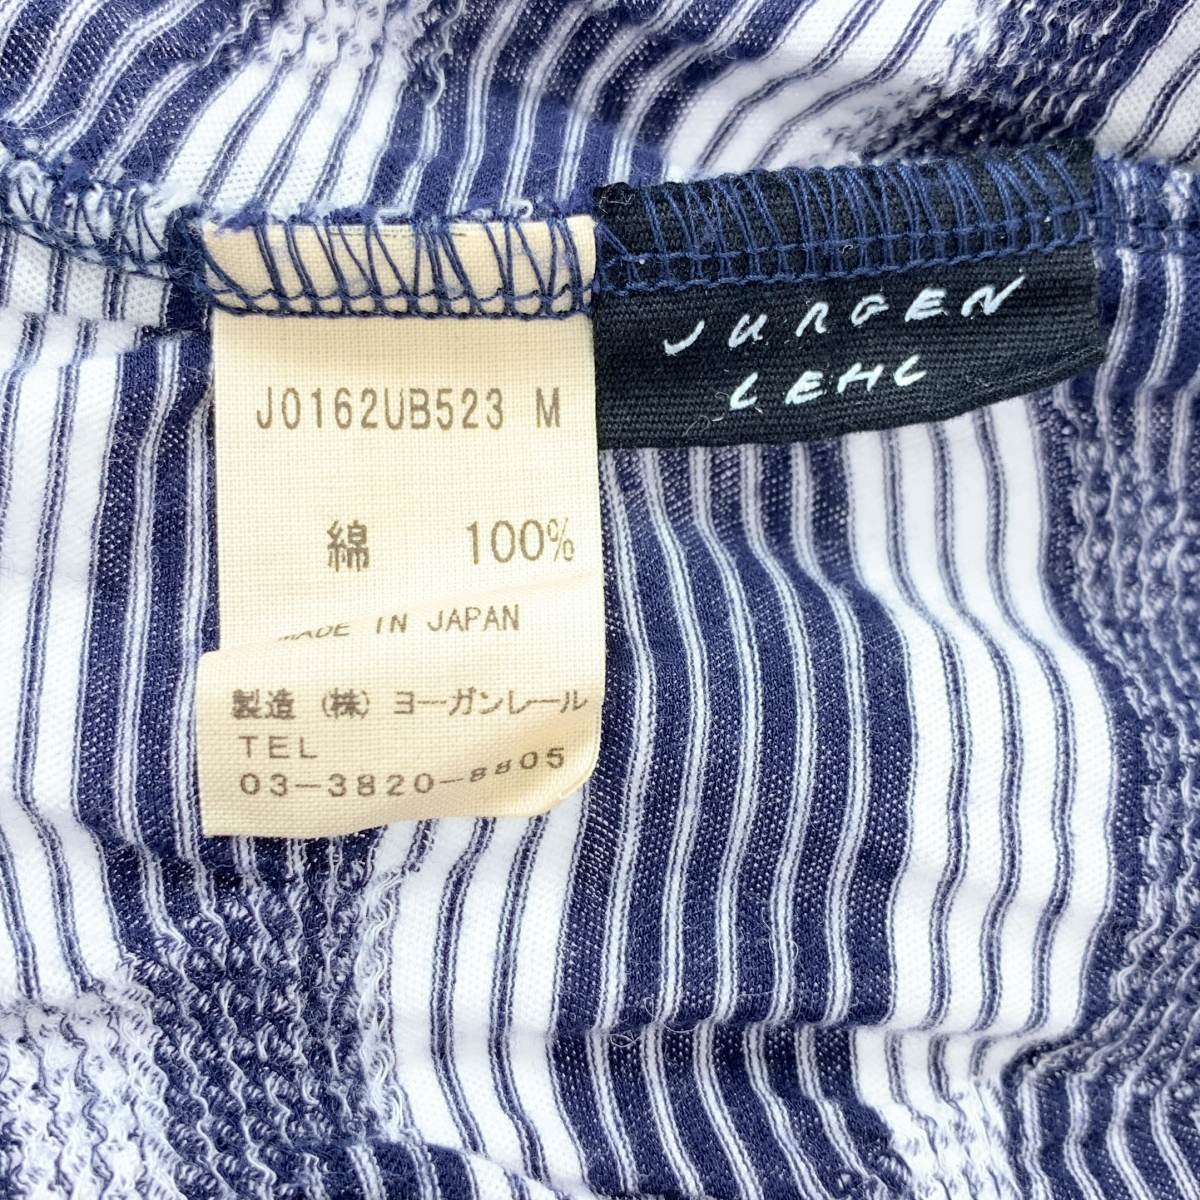 JURGEN
LEHL
J0162UB523 M
綿 100%
MADE IN JAPAN
製造 (株) ヨーガンレール
TEL
03-3820-8805